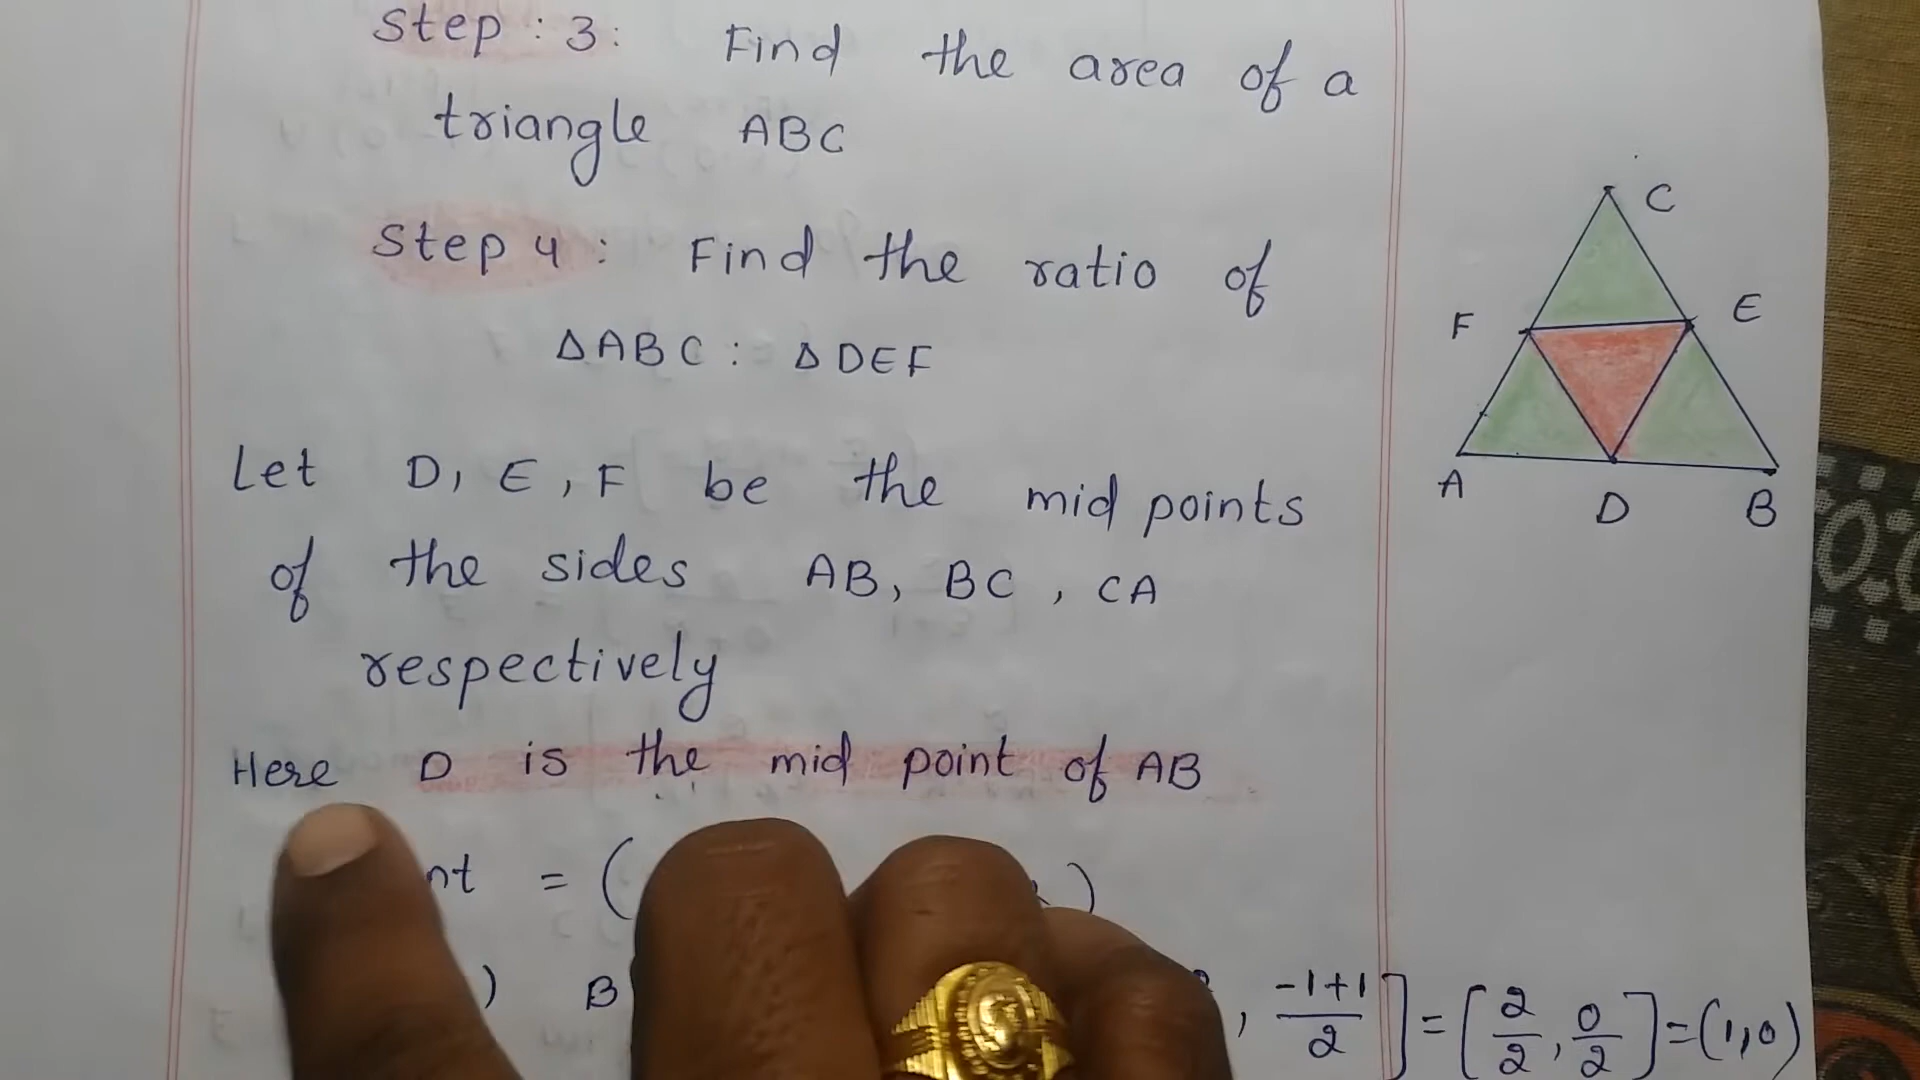 Step : 3: Find the area of a
triangle ABC
Step 4: Find the ratio of
ΔABC : ΔDEF
Let D, E, F be the mid points
of the sides AB, BC, CA
respectively
Here D is the mid point of AB
= ( )
) B , -1+1/2] = [2/2, 0/2] = (1,0)
C
F E
A D B